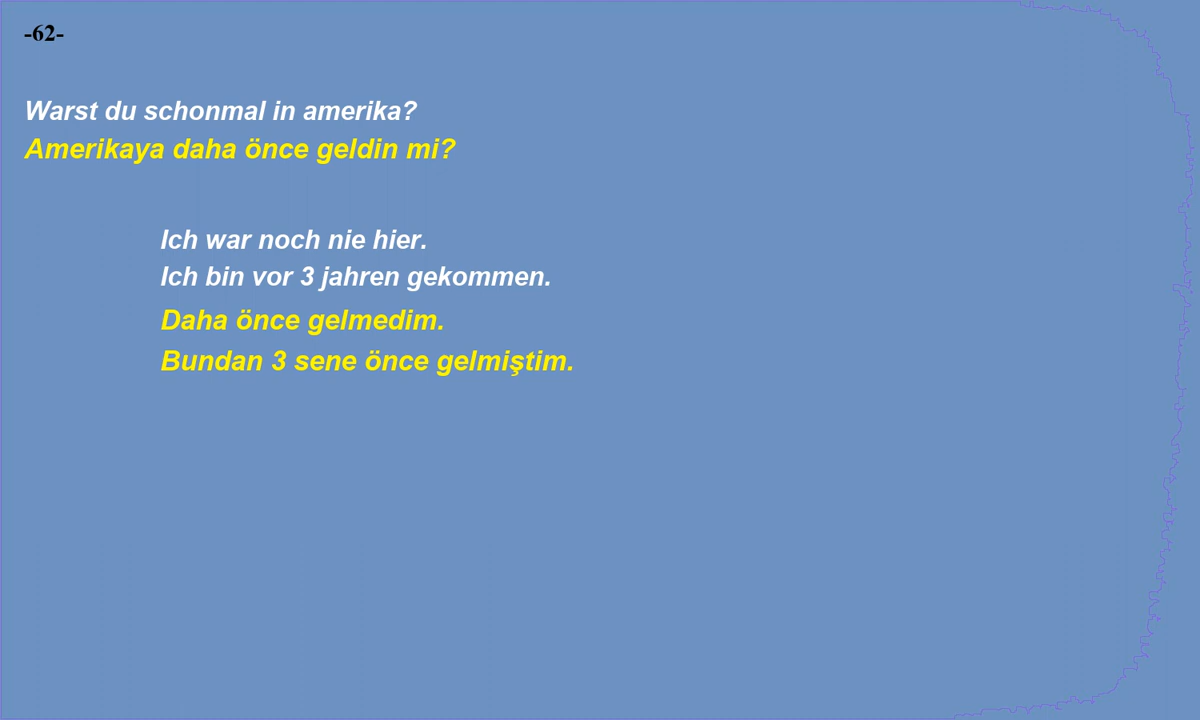 -62-
Warst du schonmal in amerika?
Amerikaya daha önce geldin mi?
Ich war noch nie hier.
Ich bin vor 3 jahren gekommen.
Daha önce gelmedim.
Bundan 3 sene önce gelmiştim.